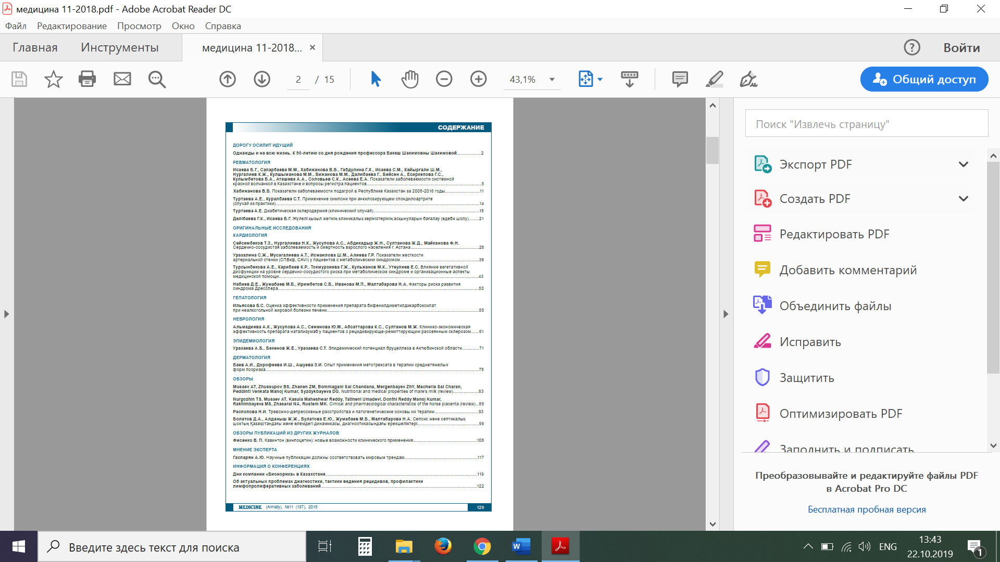 медицина 11-2018.pdf - Adobe Acrobat Reader DC
Файл Редактирование Просмотр Окно Справка
Главная Инструменты медицина 11-2018... × ? Войти
2 / 15 43,1% Общий доступ
СОДЕРЖАНИЕ
ДОРОГУ ОСИЛИТ ИДУЩИЙ
Однажды и на всю жизнь. К 90-летию со дня рождения профессора Бакеш Шакимовны Шакимовой....................2
РЕВМАТОЛОГИЯ
Исаева Б.Г., Сапарбаева М.М., Хабижанова В.Б., Габдулина Г.Х., Исаева С.М., Кайыргали Ш.М.,
Нургалиев К.Ж., Кулшыманова М.М., Бижанова М.М., Далибаева Г., Бейсен А., Есиркепова Г.С.,
Кулымбетова Б.А., Аташева А.А., Соловьев С.К., Асеева Е.А. Показатели заболеваемости системной
красной волчанкой в Казахстане и вопросы регистра пациентов....................5
Хабижанова В.Б. Показатели заболеваемости подагрой в Республике Казахстан за 2008-2016 годы....................11
Туртаева А.Е., Куралбаева С.Т. Применение симпони при анкилозирующем спондилоартрите
(случай из практики)....................14
Туртаева А.Е. Диабетическая склеродермия (клинический случай)....................18
Делібаева Г.К., Исаева Б.Г. Жүйелі қызыл жегінің клиникалық көріністерінің асқынуларын бағалау (әдеби шолу).........21
ОРИГИНАЛЬНЫЕ ИССЛЕДОВАНИЯ
КАРДИОЛОГИЯ
Сейсембеков Т.З., Нургалиева Н.К., Жусупова А.С., Абдикадыр Ж.Н., Султанова Ж.Д., Майканова Ф.Н.
Сердечно-сосудистая заболеваемость и смертность взрослого населения г. Астана....................28
Уразалина С.Ж., Мусагалиева А.Т., Исмаилова Ш.М., Алиева Г.Р. Показатели жесткости
артериальной стенки (СПВкф, CAVI) у пациентов с метаболическим синдромом....................36
Турсынбекова А.Е., Карибаев К.Р., Токмурзиева Г.Ж., Кульжанов М.К., Утеулиев Е.С. Влияние вегетативной
дисфункции на уровне сердечно-сосудистого риска при метаболическом синдроме и организационные аспекты
медицинской помощи....................43
Набиев Д.Е., Жумабаев М.Б., Иримбетов С.Б., Иванова М.П., Малтабарова Н.А. Факторы риска развития
синдрома Дресслера....................50
ГЕПАТОЛОГИЯ
Ильясова Б.С. Оценка эффективности применения препарата бифенилдиметилдикарбоксилат
при неалкогольной жировой болезни печени....................55
НЕВРОЛОГИЯ
Альмадиева А.К., Жусупова А.С., Семенова Ю.М., Абсаттарова К.С., Султанов М.Ж. Клинико-экономическая
эффективность препарата натализумаб у пациентов с рецидивирующе-ремиттирующим рассеянным склерозом.......61
ЭПИДЕМИОЛОГИЯ
Уразаева А.Б., Бекенов Ж.Е., Уразаева С.Т. Эпидемический потенциал бруцеллеза в Актюбинской области..............71
ДЕРМАТОЛОГИЯ
Баев А.И., Дорофеева И.Ш., Ашуева З.И. Опыт применения метотрексата в терапии среднетяжелых
форм псориаза....................78
ОБЗОРЫ
Musaev AT, Zhussupov BS, Zhanen ZM, Bommagani Sai Chandana, Mergenbayev ZhY, Macherla Sai Charan,
Peddinti Venkata Manoj Kumar, Syzdykbayeva DG. Nutritional and medical properties of mare's milk (review)....................83
Nurgozhin TS, Musaev AT, Kasula Maheshwar Reddy, Tatineni Umadevi, Donthi Reddy Manoj Kumar,
Rakhimbayeva MS, Zhasaral NA, Rustem MK. Clinical and pharmacological characteristics of the horse placenta (review)...88
Распопова Н.И. Тревожно-депрессивные расстройства и патогенетические основы их терапии....................93
Болатов Д.А., Алданыш Ж.Ж., Булатова Е.Ю., Жумабаев М.Б., Малтабарова Н.А. Сепсис және септикалық
шоктың Қазақстандағы және әлемдегі динамикасы, диагностикасындағы ерекшеліктері....................99
ОБЗОРЫ ПУБЛИКАЦИЙ ИЗ ДРУГИХ ЖУРНАЛОВ
Фисенко В. П. Кавинтон (винпоцетин): новые возможности клинического применения....................108
МНЕНИЕ ЭКСПЕРТА
Гаспарян А.Ю. Научные публикации должны соответствовать мировым трендам....................117
ИНФОРМАЦИЯ О КОНФЕРЕНЦИЯХ
Дни компании «Бионорика» в Казахстане....................119
Об актуальных проблемах диагностики, тактики ведения рецидивов, профилактики
лимфопролиферативных заболеваний....................122
MEDICINE (Almaty), №11 (197), 2018 129
Поиск "Извлечь страницу"
Экспорт PDF
Создать PDF
Редактировать PDF
Добавить комментарий
Объединить файлы
Исправить
Защитить
Оптимизировать PDF
Заполнить и подписать
Преобразовывайте и редактируйте файлы PDF
в Acrobat Pro DC
Бесплатная пробная версия
Введите здесь текст для поиска
ENG
13:43
22.10.2019
1